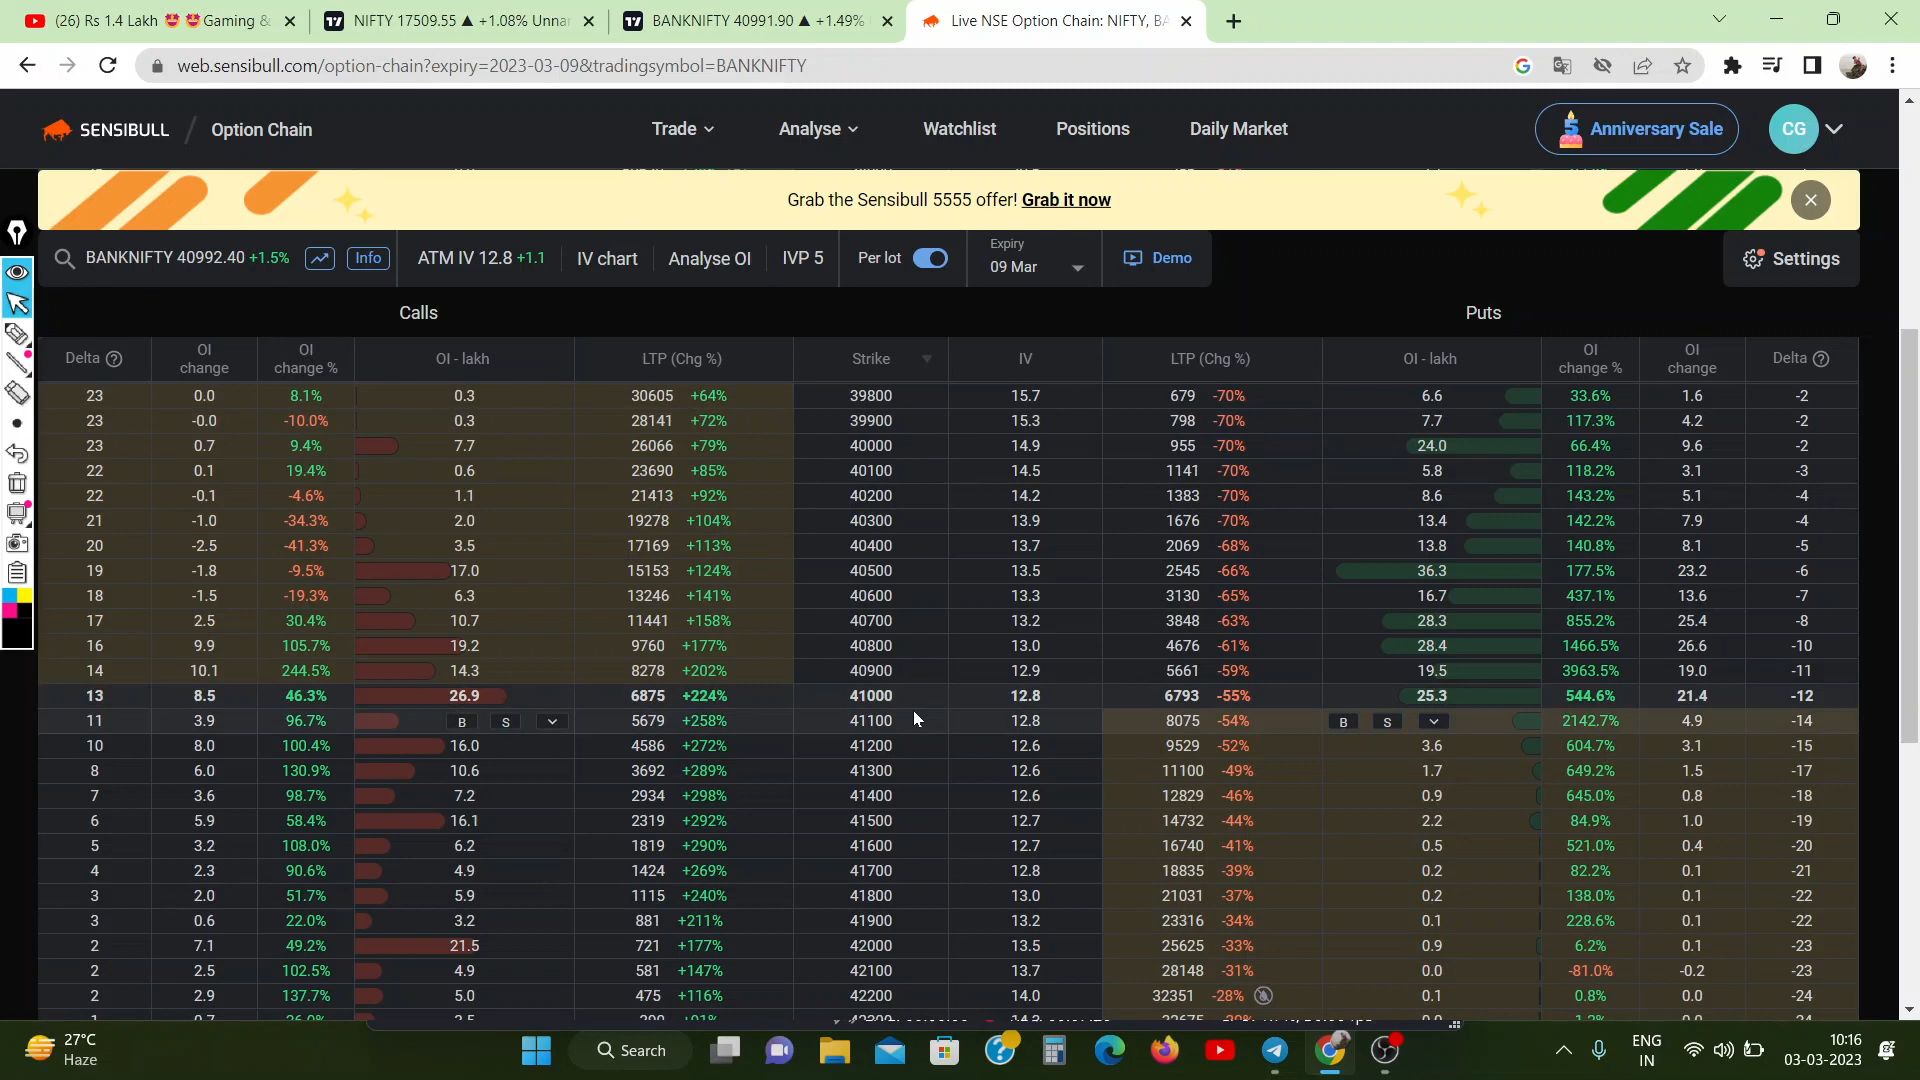 (26) Rs 1.4 Lakh 🤩 🤩Gaming &
NIFTY 17509.55 ▲ +1.08% Unna
BANKNIFTY 40991.90 ▲ +1.49%
Live NSE Option Chain: NIFTY, BA
web.sensibull.com/option-chain?expiry=2023-03-09&tradingsymbol=BANKNIFTY
SENSIBULL / Option Chain
Trade Analyse Watchlist Positions Daily Market
5 Anniversary Sale CG
Grab the Sensibull 5555 offer! Grab it now
BANKNIFTY 40992.40 +1.5% Info ATM IV 12.8 +1.1 IV chart Analyse OI IVP 5 Per lot Expiry 09 Mar Demo Settings
Calls Puts
Delta OI change OI change % OI - lakh LTP (Chg %) Strike IV LTP (Chg %) OI - lakh OI change % OI change Delta
23 0.0 8.1% 0.3 30605 +64% 39800 15.7 679 -70% 6.6 33.6% 1.6 -2
23 -0.0 -10.0% 0.3 28141 +72% 39900 15.3 798 -70% 7.7 117.3% 4.2 -2
23 0.7 9.4% 7.7 26066 +79% 40000 14.9 955 -70% 24.0 66.4% 9.6 -2
22 0.1 19.4% 0.6 23690 +85% 40100 14.5 1141 -70% 5.8 118.2% 3.1 -3
22 -0.1 -4.6% 1.1 21413 +92% 40200 14.2 1383 -70% 8.6 143.2% 5.1 -4
21 -1.0 -34.3% 2.0 19278 +104% 40300 13.9 1676 -70% 13.4 142.2% 7.9 -4
20 -2.5 -41.3% 3.5 17169 +113% 40400 13.7 2069 -68% 13.8 140.8% 8.1 -5
19 -1.8 -9.5% 17.0 15153 +124% 40500 13.5 2545 -66% 36.3 177.5% 23.2 -6
18 -1.5 -19.3% 6.3 13246 +141% 40600 13.3 3130 -65% 16.7 437.1% 13.6 -7
17 2.5 30.4% 10.7 11441 +158% 40700 13.2 3848 -63% 28.3 855.2% 25.4 -8
16 9.9 105.7% 19.2 9760 +177% 40800 13.0 4676 -61% 28.4 1466.5% 26.6 -10
14 10.1 244.5% 14.3 8278 +202% 40900 12.9 5661 -59% 19.5 3963.5% 19.0 -11
13 8.5 46.3% 26.9 6875 +224% 41000 12.8 6793 -55% 25.3 544.6% 21.4 -12
11 3.9 96.7% B S 5679 +258% 41100 12.8 8075 -54% B S 2142.7% 4.9 -14
10 8.0 100.4% 16.0 4586 +272% 41200 12.6 9529 -52% 3.6 604.7% 3.1 -15
8 6.0 130.9% 10.6 3692 +289% 41300 12.6 11100 -49% 1.7 649.2% 1.5 -17
7 3.6 98.7% 7.2 2934 +298% 41400 12.6 12829 -46% 0.9 645.0% 0.8 -18
6 5.9 58.4% 16.1 2319 +292% 41500 12.7 14732 -44% 2.2 84.9% 1.0 -19
5 3.2 108.0% 6.2 1819 +290% 41600 12.7 16740 -41% 0.5 521.0% 0.4 -20
4 2.3 90.6% 4.9 1424 +269% 41700 12.8 18835 -39% 0.2 82.2% 0.1 -21
3 2.0 51.7% 5.9 1115 +240% 41800 13.0 21031 -37% 0.2 138.0% 0.1 -22
3 0.6 22.0% 3.2 881 +211% 41900 13.2 23316 -34% 0.1 228.6% 0.1 -22
2 7.1 49.2% 21.5 721 +177% 42000 13.5 25625 -33% 0.9 6.2% 0.1 -23
2 2.5 102.5% 4.9 581 +147% 42100 13.7 28148 -31% 0.0 -81.0% -0.2 -23
2 2.9 137.7% 5.0 475 +116% 42200 14.0 32351 -28% 0.1 0.8% 0.0 -24
27°C
Haze
Search
ENG
IN
10:16
03-03-2023